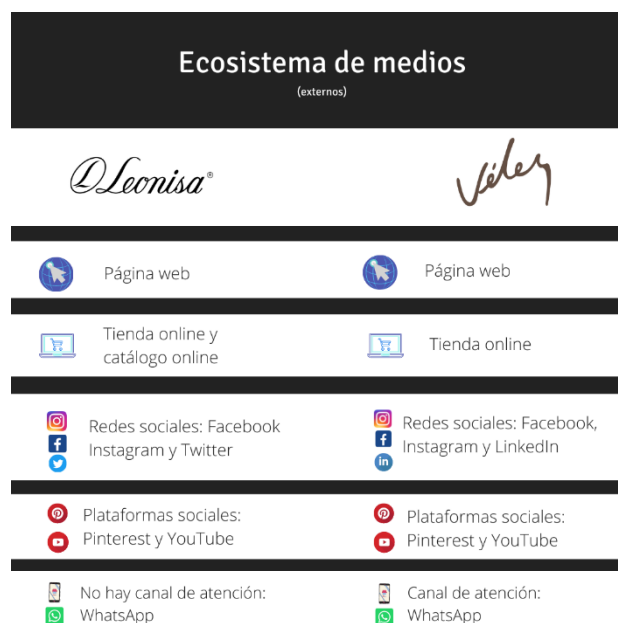 Ecosistema de medios
(externos)
Leonisa®
Vélez
Página web
Página web
Tienda online y
catálogo online
Tienda online
Redes sociales: Facebook
Instagram y Twitter
Redes sociales: Facebook,
Instagram y LinkedIn
Plataformas sociales:
Pinterest y YouTube
Plataformas sociales:
Pinterest y YouTube
No hay canal de atención:
WhatsApp
Canal de atención:
WhatsApp